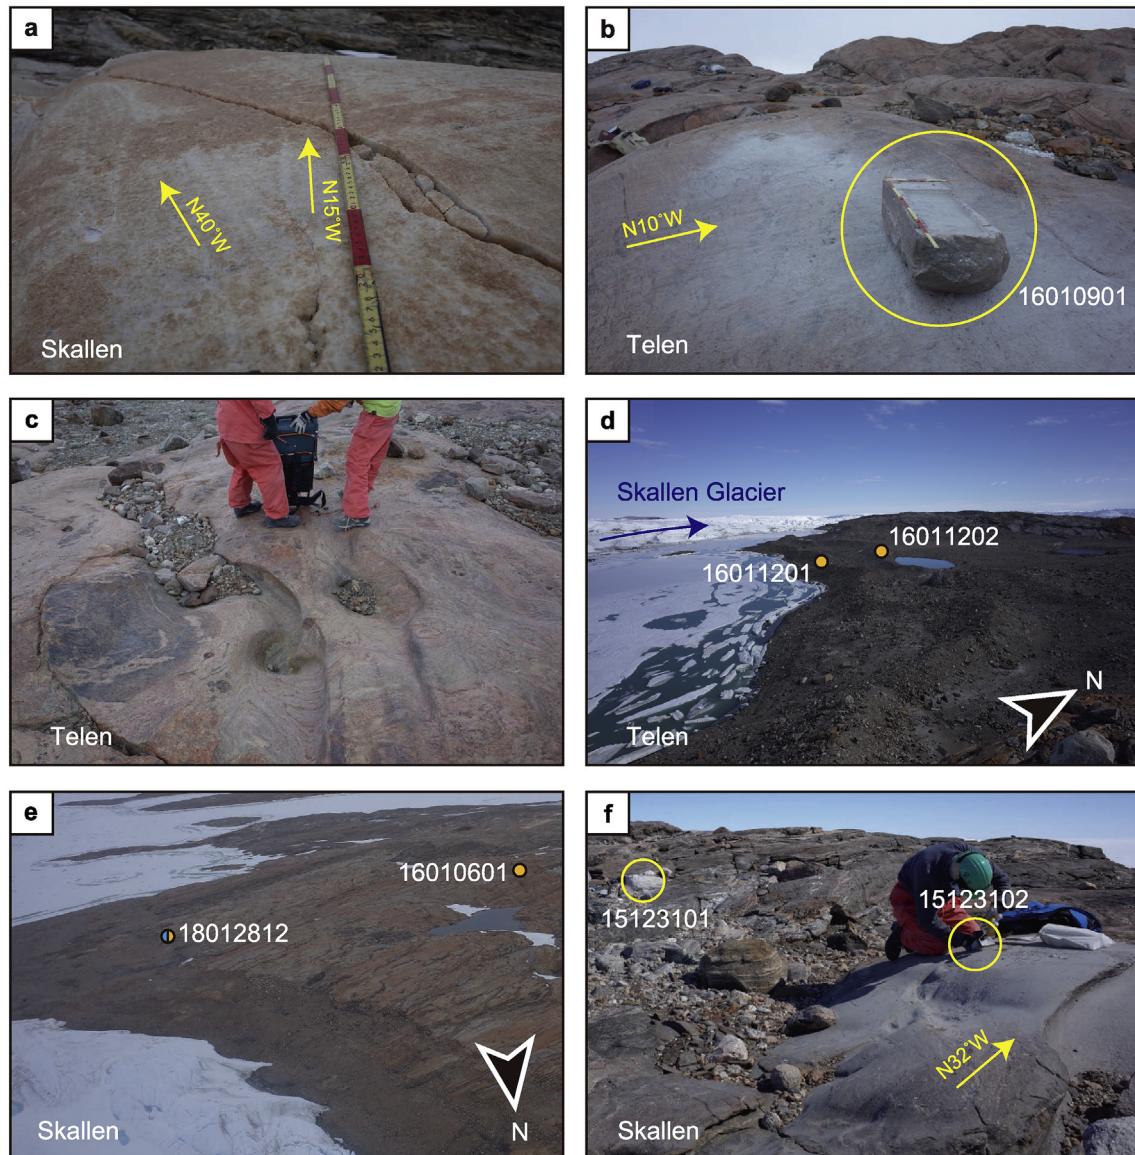 a
N40°W
N15°W
Skallen
b
N10°W
16010901
Telen
c
Telen
d
Skallen Glacier
16011202
16011201
N
Telen
e
16010601
18012812
N
Skallen
f
15123101
15123102
N32°W
Skallen